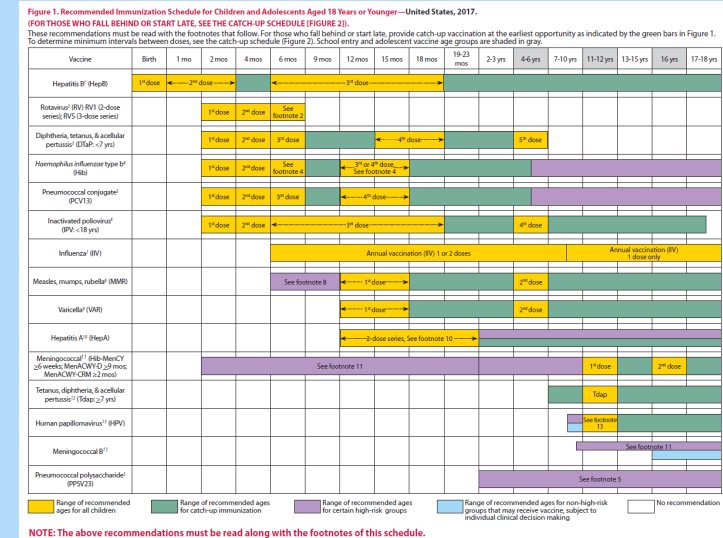 Figure 1. Recommended Immunization Schedule for Children and Adolescents Aged 18 Years or Younger—United States, 2017.
(FOR THOSE WHO FALL BEHIND OR START LATE, SEE THE CATCH-UP SCHEDULE [FIGURE 2]).
These recommendations must be read with the footnotes that follow. For those who fall behind or start late, provide catch-up vaccination at the earliest opportunity as indicated by the green bars in Figure 1.
To determine minimum intervals between doses, see the catch-up schedule (Figure 2). School entry and adolescent vaccine age groups are shaded in gray.
Vaccine Birth 1 mo 2 mos 4 mos 6 mos 9 mos 12 mos 15 mos 18 mos 19-23 mos 2-3 yrs 4-6 yrs 7-10 yrs 11-12 yrs 13-15 yrs 16 yrs 17-18 yrs
Hepatitis B¹ (HepB) 1st dose 2nd dose 3rd dose
Rotavirus² (RV) RV1 (2-dose
series); RV5 (3-dose series) 1st dose 2nd dose See footnote 2
Diphtheria, tetanus, & acellular
pertussis³ (DTaP: <7 yrs) 1st dose 2nd dose 3rd dose 4th dose 5th dose
Haemophilus influenzae type b⁴
(Hib) 1st dose 2nd dose See footnote 4 3rd or 4th dose, See footnote 4
Pneumococcal conjugate⁵
(PCV13) 1st dose 2nd dose 3rd dose 4th dose
Inactivated poliovirus⁶
(IPV: <18 yrs) 1st dose 2nd dose 3rd dose 4th dose
Influenza⁷ (IIV) Annual vaccination (IIV) 1 or 2 doses Annual vaccination (IIV) 1 dose only
Measles, mumps, rubella⁸ (MMR) See footnote 8 1st dose 2nd dose
Varicella⁹ (VAR) 1st dose 2nd dose
Hepatitis A¹⁰ (HepA) 2-dose series, See footnote 10
Meningococcal¹¹ (Hib-MenCY
≥6 weeks; MenACWY-D ≥9 mos;
MenACWY-CRM ≥2 mos) See footnote 11 1st dose 2nd dose
Tetanus, diphtheria, & acellular
pertussis¹² (Tdap: ≥7 yrs) Tdap
Human papillomavirus¹³ (HPV) See footnote 13
Meningococcal B¹¹ See footnote 11
Pneumococcal polysaccharide⁵
(PPSV23) See footnote 5
Range of recommended
ages for all children
Range of recommended ages
for catch-up immunization
Range of recommended ages
for certain high-risk groups
Range of recommended ages for non-high-risk
groups that may receive vaccine, subject to
individual clinical decision making
No recommendation
NOTE: The above recommendations must be read along with the footnotes of this schedule.